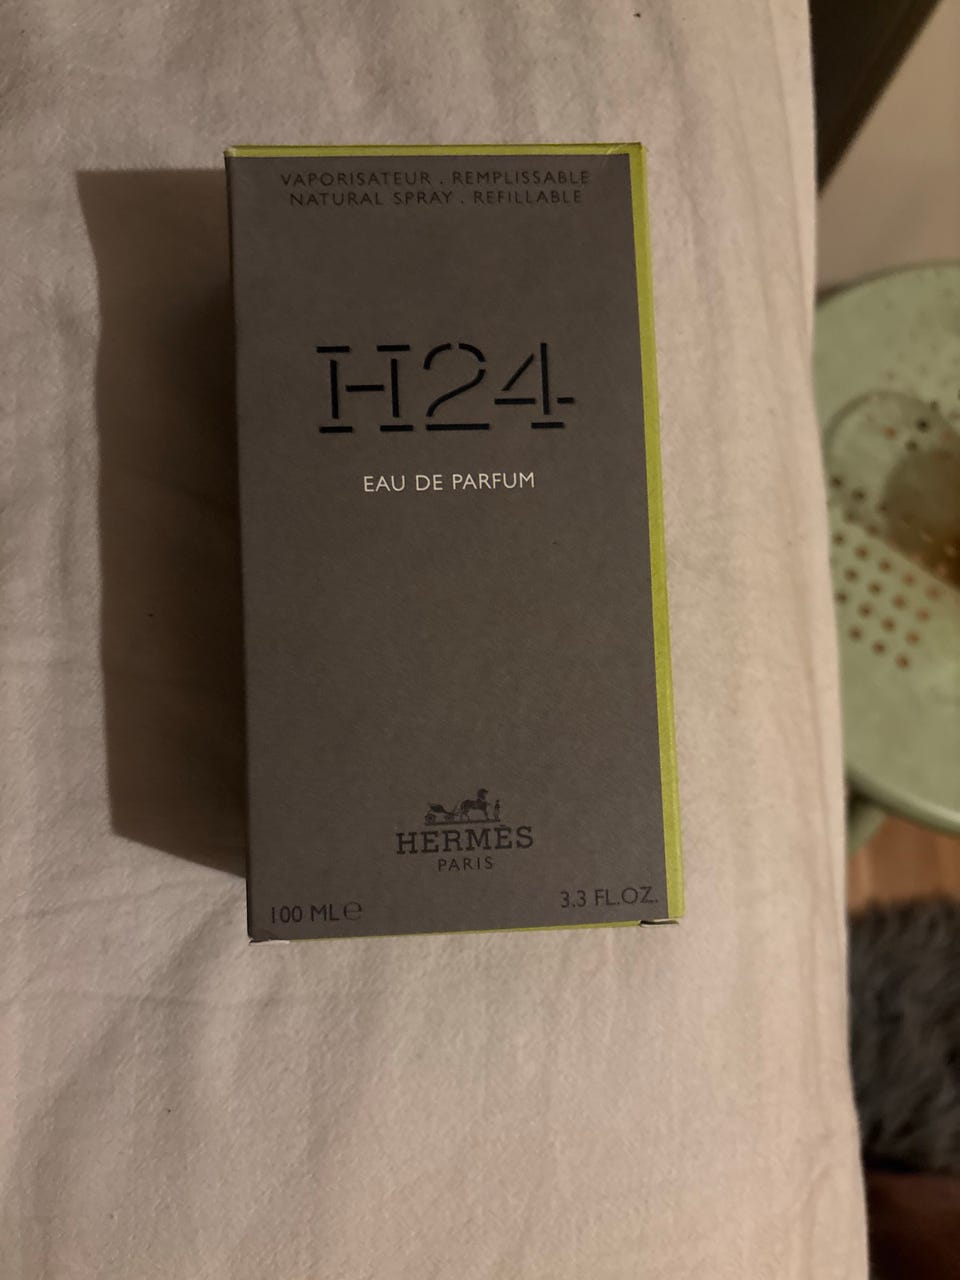 VAPORISATEUR . REMPLISSABLE
NATURAL SPRAY . REFILLABLE
H24
EAU DE PARFUM
HERMÈS
PARIS
100 ML ℮
3.3 FL.OZ.